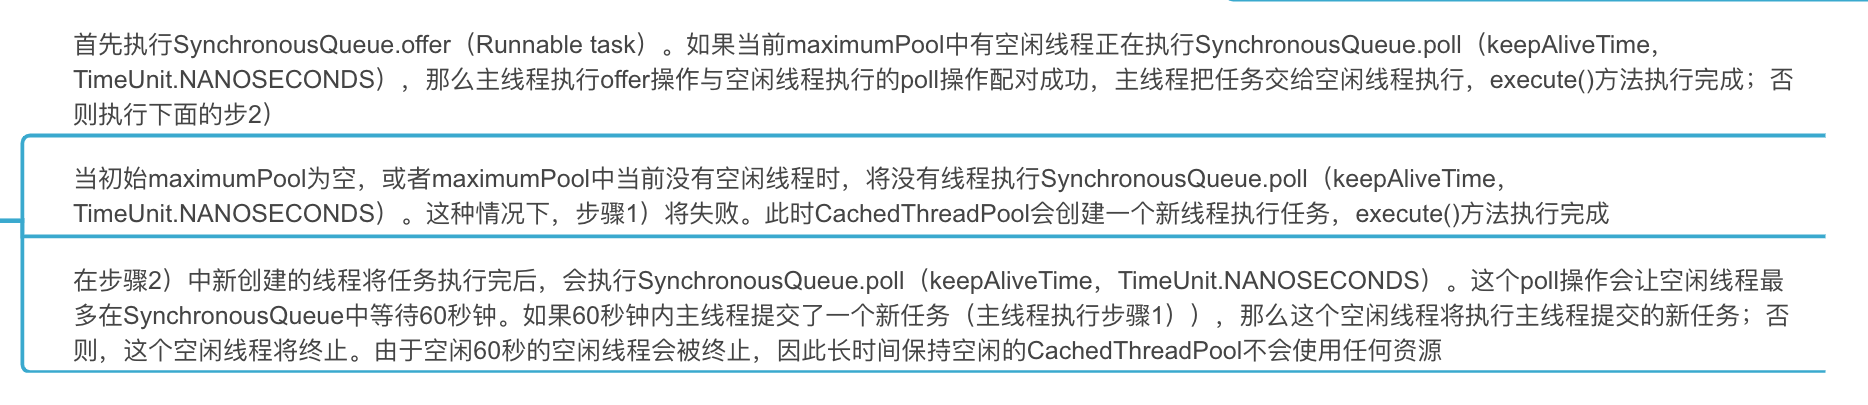 首先执行SynchronousQueue.offer（Runnable task）。如果当前maximumPool中有空闲线程正在执行SynchronousQueue.poll（keepAliveTime，
TimeUnit.NANOSECONDS），那么主线程执行offer操作与空闲线程执行的poll操作配对成功，主线程把任务交给空闲线程执行，execute()方法执行完成；否
则执行下面的步2）
当初始maximumPool为空，或者maximumPool中当前没有空闲线程时，将没有线程执行SynchronousQueue.poll（keepAliveTime，
TimeUnit.NANOSECONDS）。这种情况下，步骤1）将失败。此时CachedThreadPool会创建一个新线程执行任务，execute()方法执行完成
在步骤2）中新创建的线程将任务执行完后，会执行SynchronousQueue.poll（keepAliveTime，TimeUnit.NANOSECONDS）。这个poll操作会让空闲线程最
多在SynchronousQueue中等待60秒钟。如果60秒钟内主线程提交了一个新任务（主线程执行步骤1）），那么这个空闲线程将执行主线程提交的新任务；否
则，这个空闲线程将终止。由于空闲60秒的空闲线程会被终止，因此长时间保持空闲的CachedThreadPool不会使用任何资源